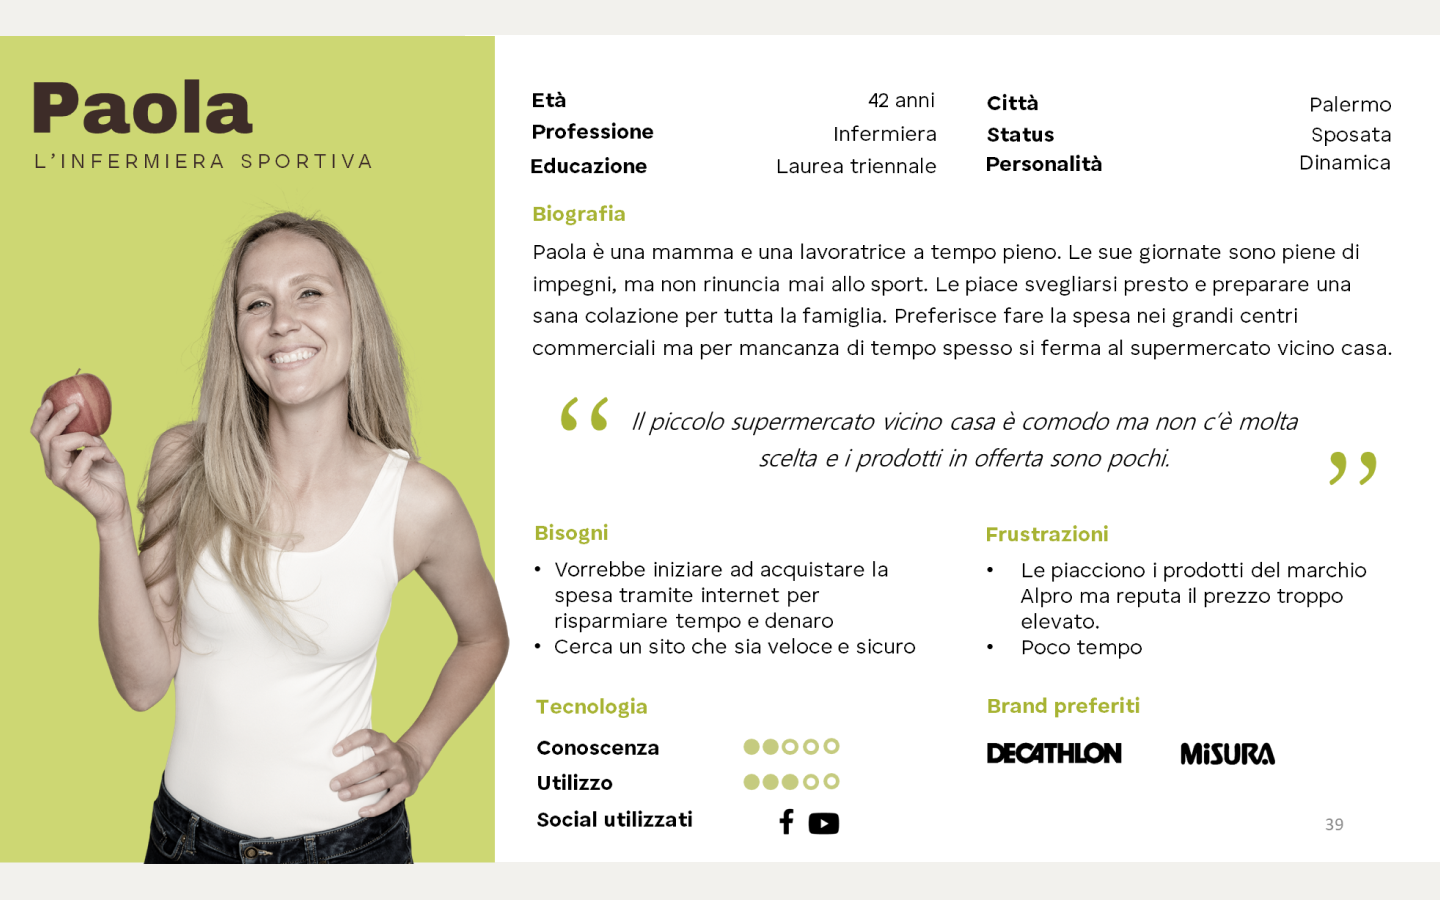 Paola
L’INFERMIERA SPORTIVA
Età 42 anni
Professione Infermiera
Educazione Laurea triennale
Città Palermo
Status Sposata
Personalità Dinamica
Biografia
Paola è una mamma e una lavoratrice a tempo pieno. Le sue giornate sono piene di
impegni, ma non rinuncia mai allo sport. Le piace svegliarsi presto e preparare una
sana colazione per tutta la famiglia. Preferisce fare la spesa nei grandi centri
commerciali ma per mancanza di tempo spesso si ferma al supermercato vicino casa.
“ Il piccolo supermercato vicino casa è comodo ma non c’è molta
scelta e i prodotti in offerta sono pochi. ”
Bisogni
• Vorrebbe iniziare ad acquistare la
spesa tramite internet per
risparmiare tempo e denaro
• Cerca un sito che sia veloce e sicuro
Frustrazioni
• Le piacciono i prodotti del marchio
Alpro ma reputa il prezzo troppo
elevato.
• Poco tempo
Tecnologia
Conoscenza
Utilizzo
Social utilizzati
Brand preferiti
DECATHLON MiSURA
39